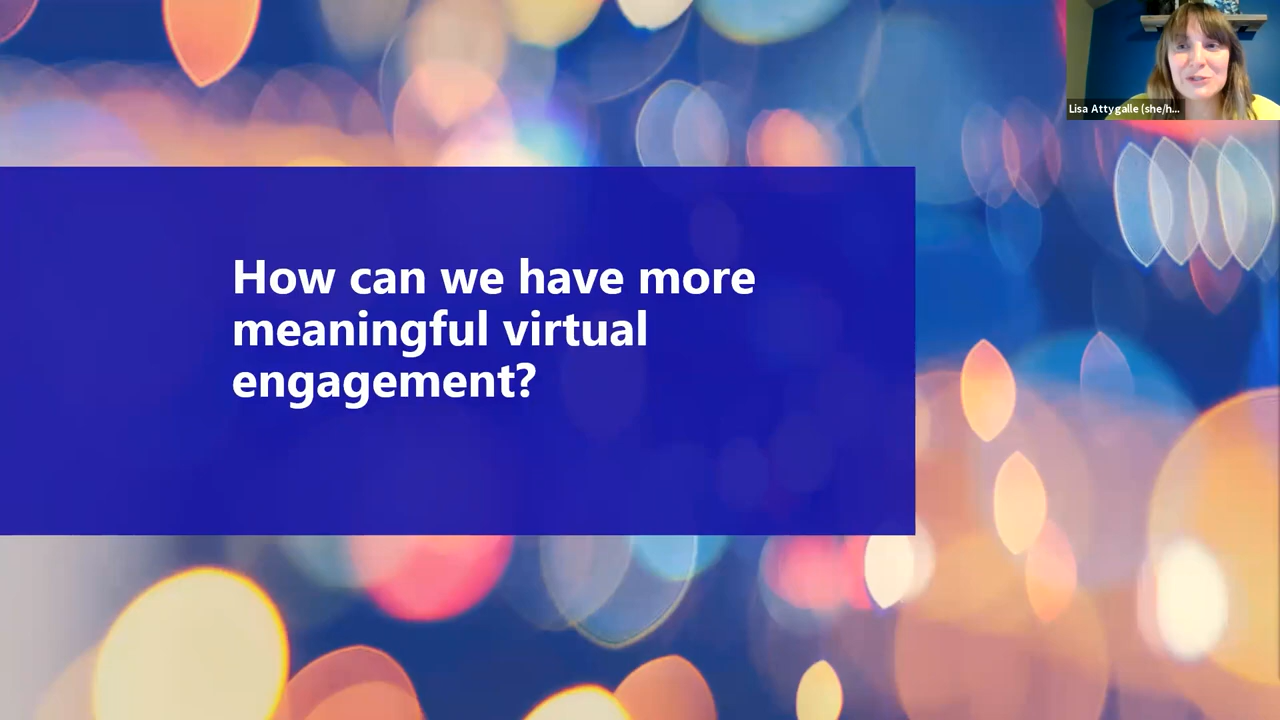 Lisa Attygalle (she/h...
How can we have more
meaningful virtual
engagement?